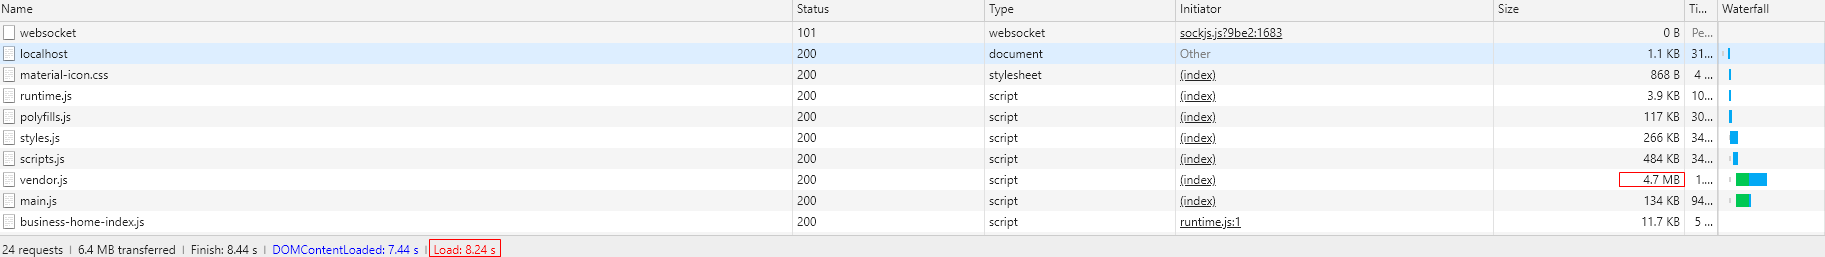 Name Status Type Initiator Size Ti... Waterfall
websocket 101 websocket sockjs.js?9be2:1683 0 B Pe...
localhost 200 document Other 1.1 KB 31...
material-icon.css 200 stylesheet (index) 868 B 4 ...
runtime.js 200 script (index) 3.9 KB 10...
polyfills.js 200 script (index) 117 KB 30...
styles.js 200 script (index) 266 KB 34...
scripts.js 200 script (index) 484 KB 34...
vendor.js 200 script (index) 4.7 MB 1....
main.js 200 script (index) 134 KB 94...
business-home-index.js 200 script runtime.js:1 11.7 KB 5 ...
24 requests | 6.4 MB transferred | Finish: 8.44 s | DOMContentLoaded: 7.44 s | Load: 8.24 s